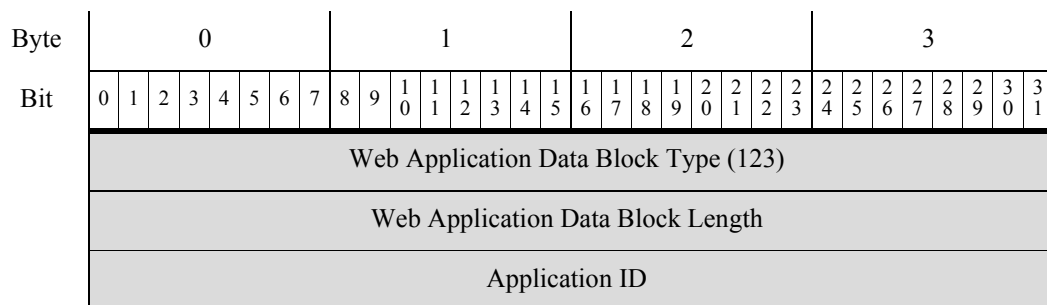 Byte 0 1 2 3
Bit 0 1 2 3 4 5 6 7 8 9 10 11 12 13 14 15 16 17 18 19 20 21 22 23 24 25 26 27 28 29 30 31
Web Application Data Block Type (123)
Web Application Data Block Length
Application ID